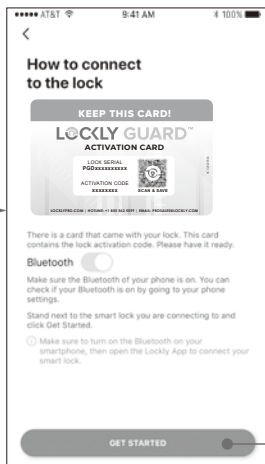 AT&T 9:41 AM 100%
How to connect
to the lock
KEEP THIS CARD!
LOCKLY GUARD™
ACTIVATION CARD
LOCK SERIAL
PGDxxxxxxxxxx
ACTIVATION CODE
xxxxxxxx
SCAN & SAVE
There is a card that came with your lock. This card
contains the lock activation code. Please have it ready.
Bluetooth
Make sure the Bluetooth of your phone is on. You can
check if your Bluetooth is on by going to your phone
settings.
Stand next to the smart lock you are connecting to and
click Get Started.
Make sure to turn on the Bluetooth on your
smartphone, then open the Lockly App to connect your
smart lock.
GET STARTED